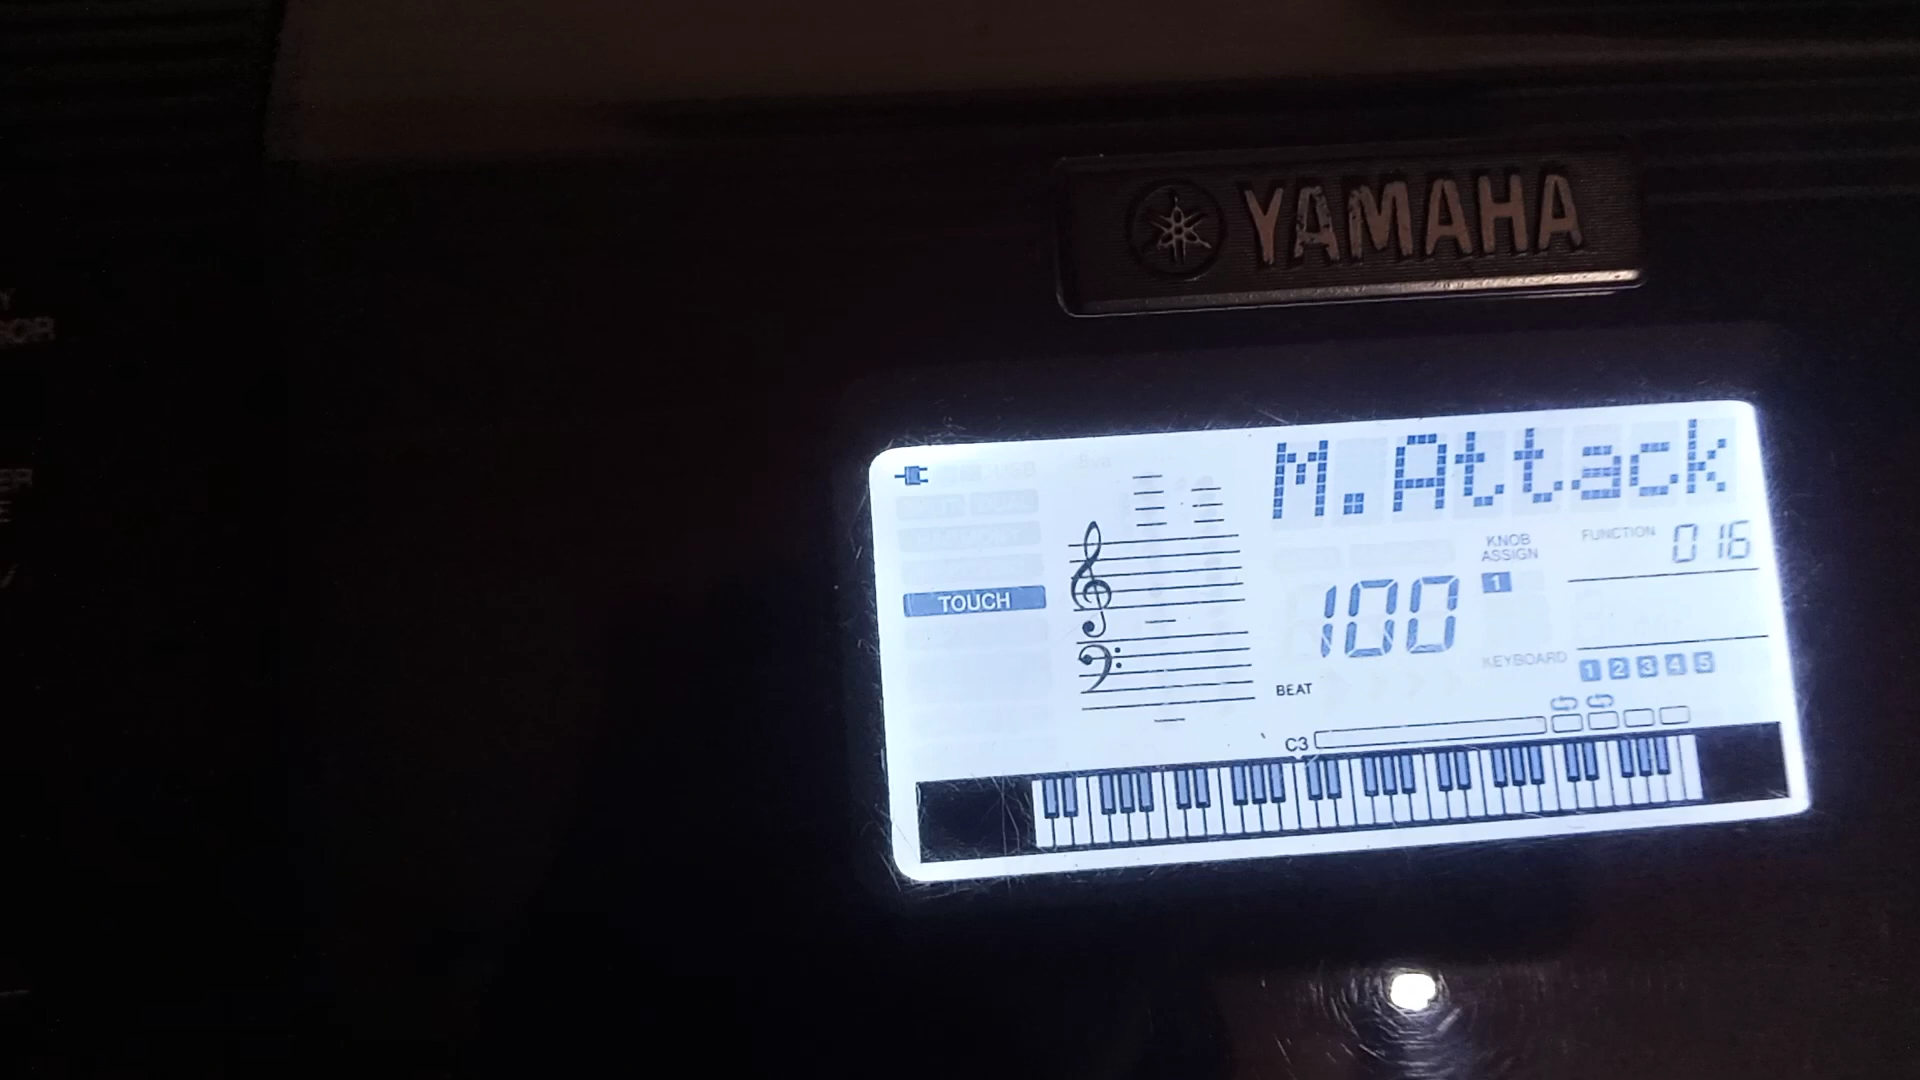 YAMAHA
M.Attack
FUNCTION 016
KNOB
ASSIGN
1
TOUCH
100
KEYBOARD 1 2 3 4 5
BEAT
C3